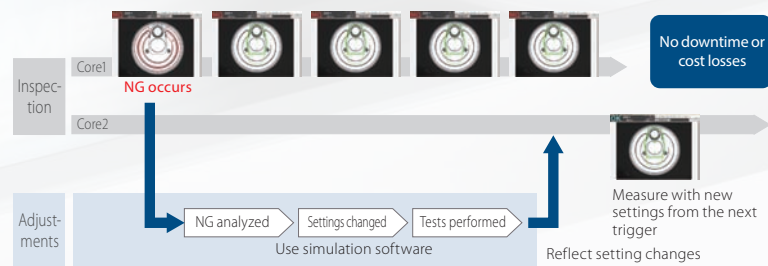 Inspec-
tion
Core1
NG occurs
No downtime or
cost losses
Core2
Measure with new
settings from the next
trigger
Adjust-
ments
NG analyzed
Settings changed
Tests performed
Use simulation software
Reflect setting changes